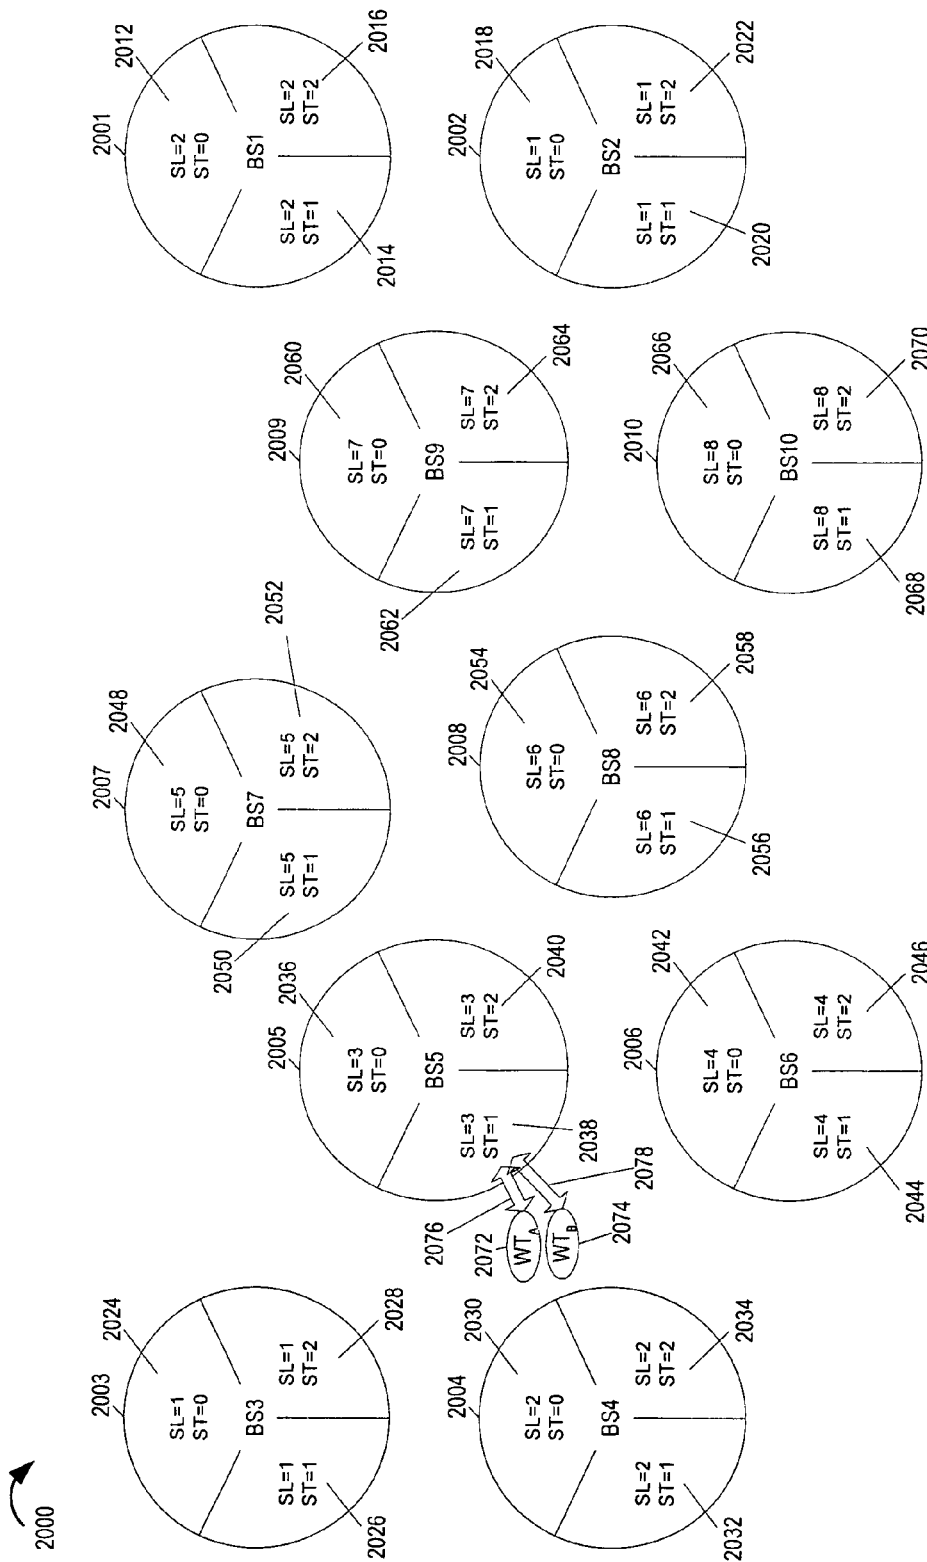 2000
2001
2012
SL=2
ST=0
BS1
SL=2
ST=1
SL=2
ST=2
2014
2016
2002
2018
SL=1
ST=0
BS2
SL=1
ST=1
SL=1
ST=2
2020
2022
2009
2060
SL=7
ST=0
BS9
SL=7
ST=1
SL=7
ST=2
2062
2064
2010
2066
SL=8
ST=0
BS10
SL=8
ST=1
SL=8
ST=2
2068
2070
2007
2048
SL=5
ST=0
BS7
SL=5
ST=1
SL=5
ST=2
2050
2052
2008
2054
SL=6
ST=0
BS8
SL=6
ST=1
SL=6
ST=2
2056
2058
2005
2036
SL=3
ST=0
BS5
SL=3
ST=1
SL=3
ST=2
2038
2040
2006
2042
SL=4
ST=0
BS6
SL=4
ST=1
SL=4
ST=2
2044
2046
2076
2078
2072
WTA
WTB
2074
2003
2024
SL=1
ST=0
BS3
SL=1
ST=1
SL=1
ST=2
2026
2028
2004
2030
SL=2
ST=0
BS4
SL=2
ST=1
SL=2
ST=2
2032
2034